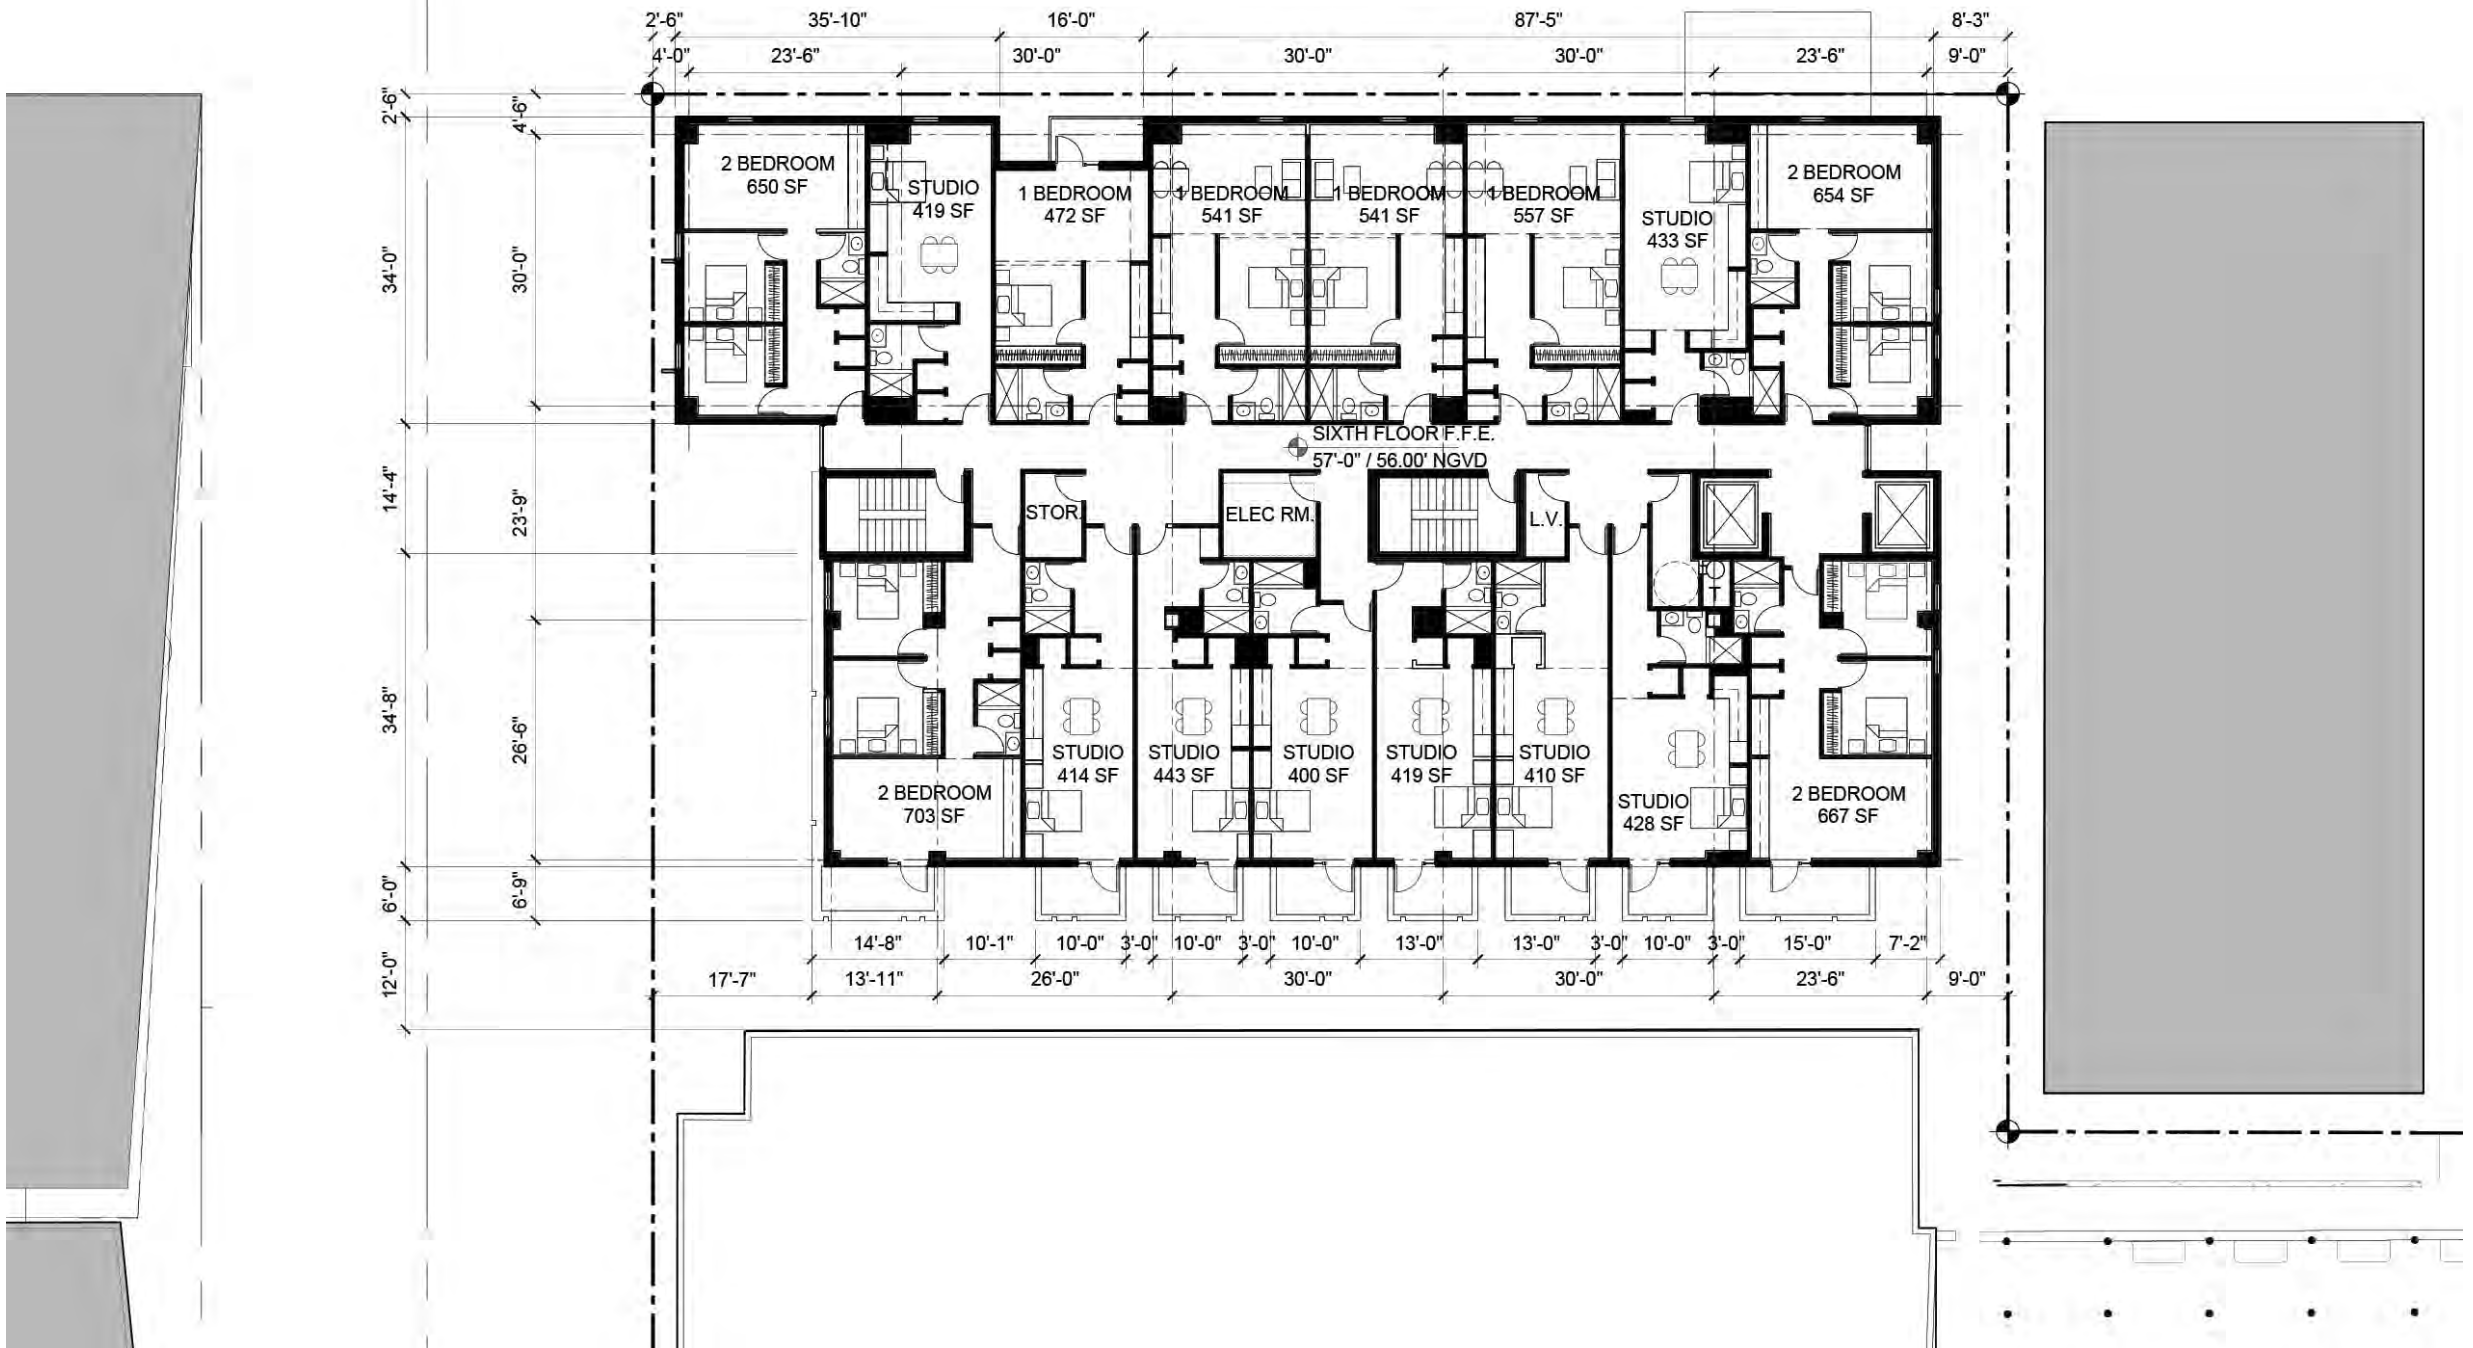 2'-6" 35'-10" 16'-0" 87'-5" 8'-3"
4'-0" 23'-6" 30'-0" 30'-0" 30'-0" 23'-6" 9'-0"
2'-6"
4'-6"
34'-0"
30'-0"
14'-4"
23'-9"
34'-8"
26'-6"
6'-0"
6'-9"
12'-0"
2 BEDROOM
650 SF
STUDIO
419 SF
1 BEDROOM
472 SF
1 BEDROOM
541 SF
1 BEDROOM
541 SF
1 BEDROOM
557 SF
STUDIO
433 SF
2 BEDROOM
654 SF
SIXTH FLOOR F.F.E.
57'-0" / 56.00' NGVD
STOR.
ELEC RM.
L.V.
T
2 BEDROOM
703 SF
STUDIO
414 SF
STUDIO
443 SF
STUDIO
400 SF
STUDIO
419 SF
STUDIO
410 SF
STUDIO
428 SF
2 BEDROOM
667 SF
14'-8" 10'-1" 10'-0" 3'-0" 10'-0" 3'-0" 10'-0" 13'-0" 13'-0" 3'-0" 10'-0" 3'-0" 15'-0" 7'-2"
17'-7" 13'-11" 26'-0" 30'-0" 30'-0" 23'-6" 9'-0"